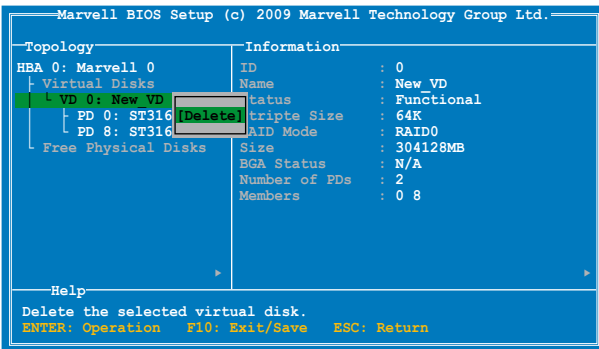 Marvell BIOS Setup (c) 2009 Marvell Technology Group Ltd.
Topology
HBA 0: Marvell 0
Virtual Disks
VD 0: New_VD
PD 0: ST316
PD 8: ST316
Free Physical Disks
[Delete]
Information
ID : 0
Name : New_VD
tatus : Functional
tripte Size : 64K
AID Mode : RAID0
Size : 304128MB
BGA Status : N/A
Number of PDs : 2
Members : 0 8
Help
Delete the selected virtual disk.
ENTER: Operation F10: Exit/Save ESC: Return